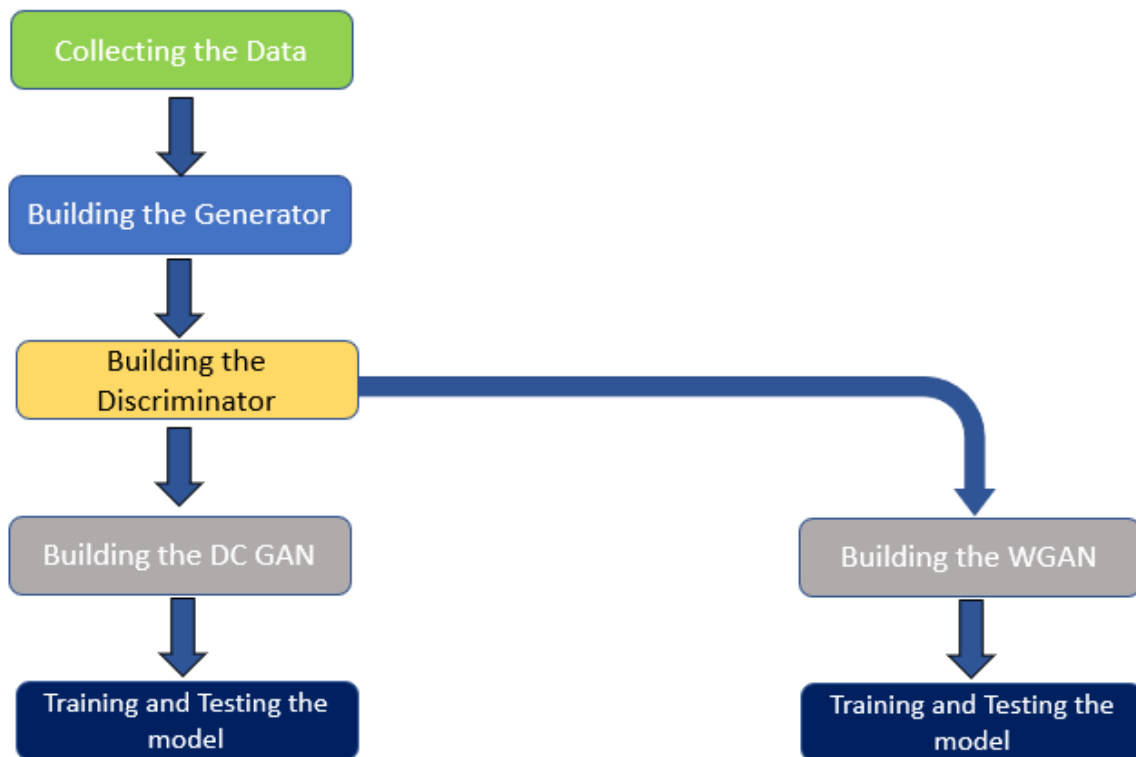 Collecting the Data
Building the Generator
Building the
Discriminator
Building the DC GAN
Building the WGAN
Training and Testing the
model
Training and Testing the
model